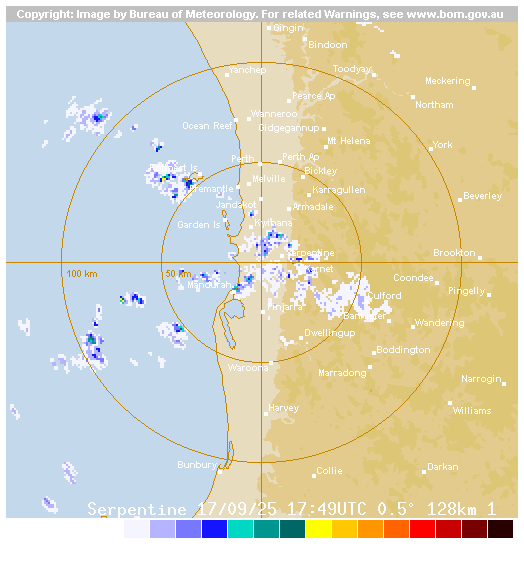 Copyright: Image by Bureau of Meteorology. For related Warnings, see www.bom.gov.au
Gingin
Bindoon
Yanchep
Toodyay
Meckering
Pearce Ap
Northam
Wanneroo
Ocean Reef
Gidgegannup
Mt Helena
York
Perth
Perth Ap
Bickley
Melville
Fremantle
Karragullen
Beverley
Jandakot
Armadale
Garden Is
Kwinana
Serpentine
Brookton
100 km
50 km
Mandurah
Coondee
Pingelly
Culford
Pinjarra
Wandering
Dwellingup
Boddington
Waroona
Marradong
Narrogin
Harvey
Williams
Bunbury
Collie
Darkan
Serpentine 17/09/25 17:49UTC 0.5° 128km 1